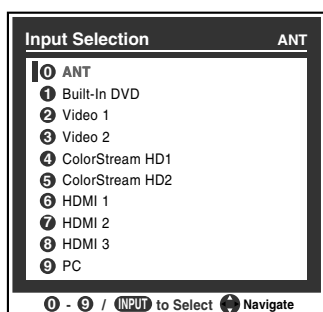 Input Selection ANT
0 ANT
1 Built-In DVD
2 Video 1
3 Video 2
4 ColorStream HD1
5 ColorStream HD2
6 HDMI 1
7 HDMI 2
8 HDMI 3
9 PC
0 - 9 / INPUT to Select Navigate